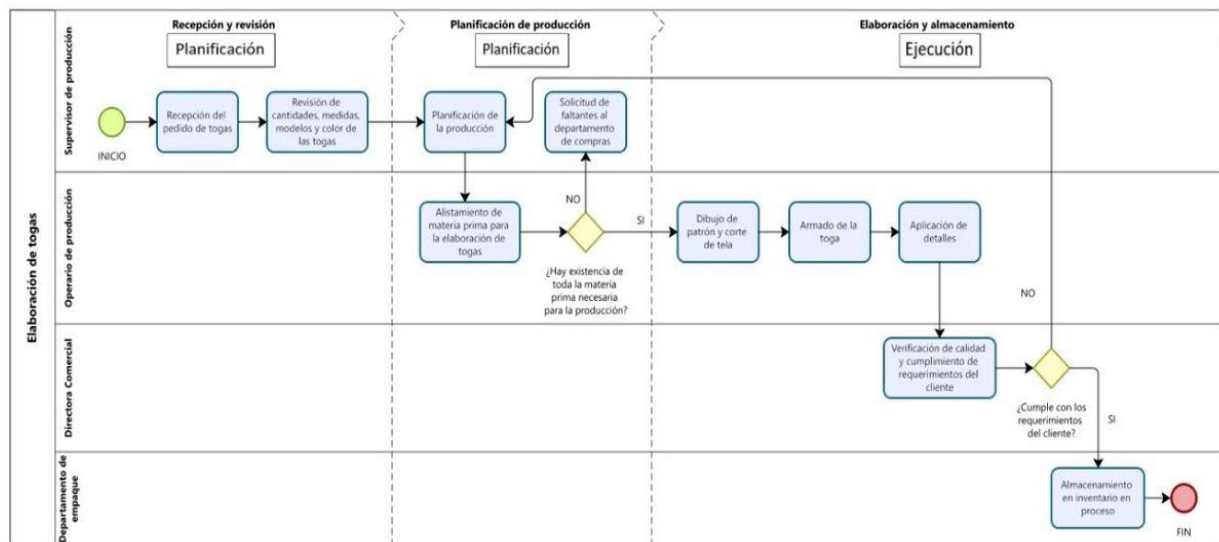 Recepción y revisión
Planificación de producción
Elaboración y almacenamiento
Planificación
Planificación
Ejecución
Elaboración de togas
Supervisor de producción
INICIO
Recepción del
pedido de togas
Revisión de
cantidades, medidas,
modelos y color de
las togas
Planificación de
la producción
Solicitud de
faltantes al
departamento
de compras
Operario de producción
Alistamiento de
materia prima para
la elaboración de
togas
NO
SI
¿Hay existencia de
toda la materia
prima necesaria
para la producción?
Dibujo de
patrón y corte
de tela
Armado de la
toga
Aplicación de
detalles
NO
Directora Comercial
Verificación de calidad
y cumplimiento de
requerimientos del
cliente
¿Cumple con los
requerimientos
del cliente?
SI
Departamento de
empaque
Almacenamiento
en inventario en
proceso
FIN